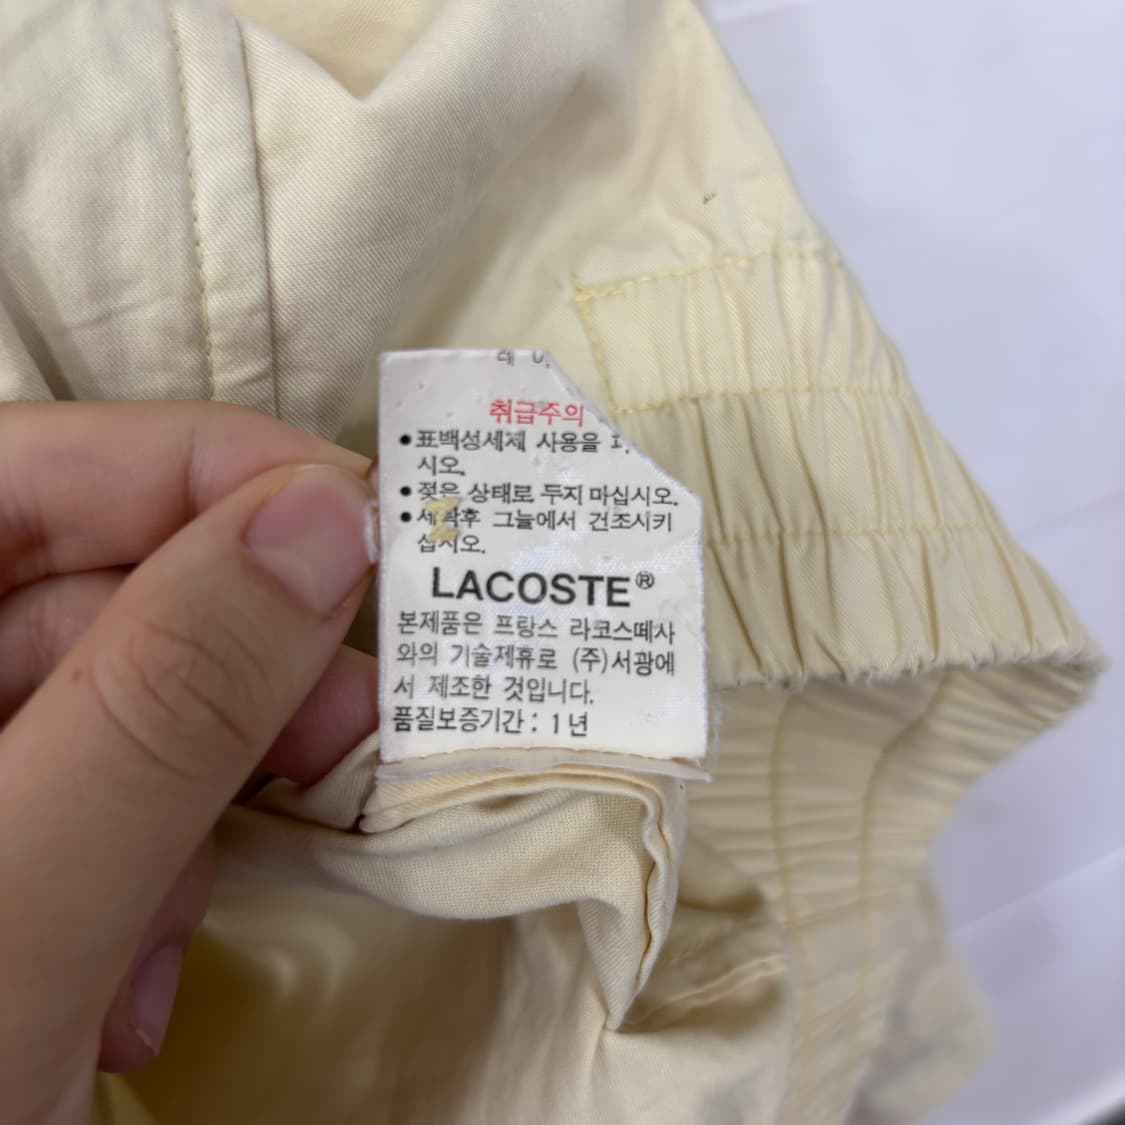 취급주의
●표백성세제 사용을 피
시오.
●젖은 상태로 두지 마십시오.
●세탁후 그늘에서 건조시키
십시오.
LACOSTE®
본제품은 프랑스 라코스떼사
와의 기술제휴로 (주)서광에
서 제조한 것입니다.
품질보증기간 : 1년